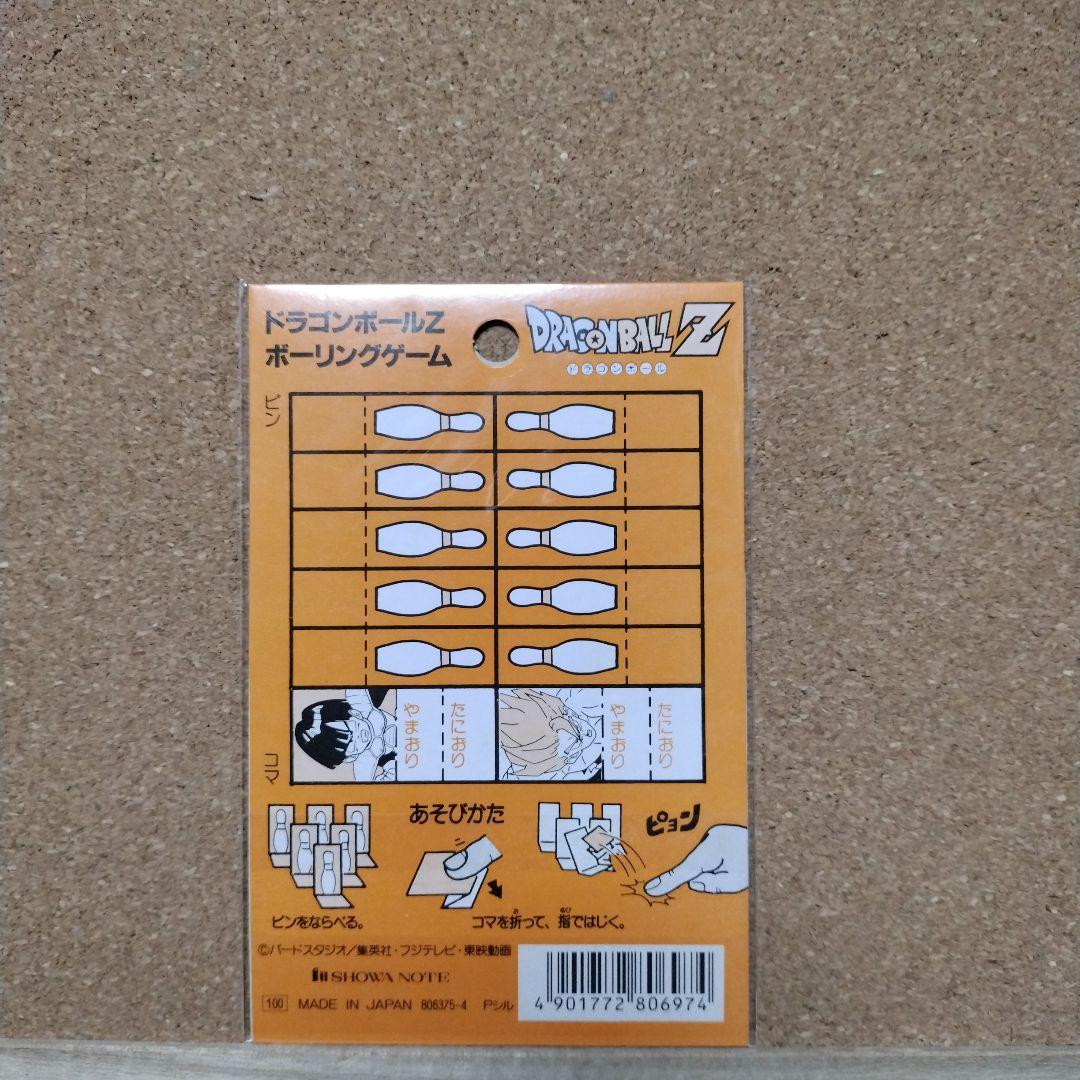 ドラゴンボールZ
ボーリングゲーム
DRAGONBALL Z
ドラゴンボール
ピン
コマ
やまおり
たにおり
やまおり
たにおり
あそびかた
ピョン
ピンをならべる。
コマを折って、指ではじく。
©バードスタジオ/集英社・フジテレビ・東映動画
SHOWA NOTE
100 MADE IN JAPAN 806375-4 Pシル
4 901772 806974